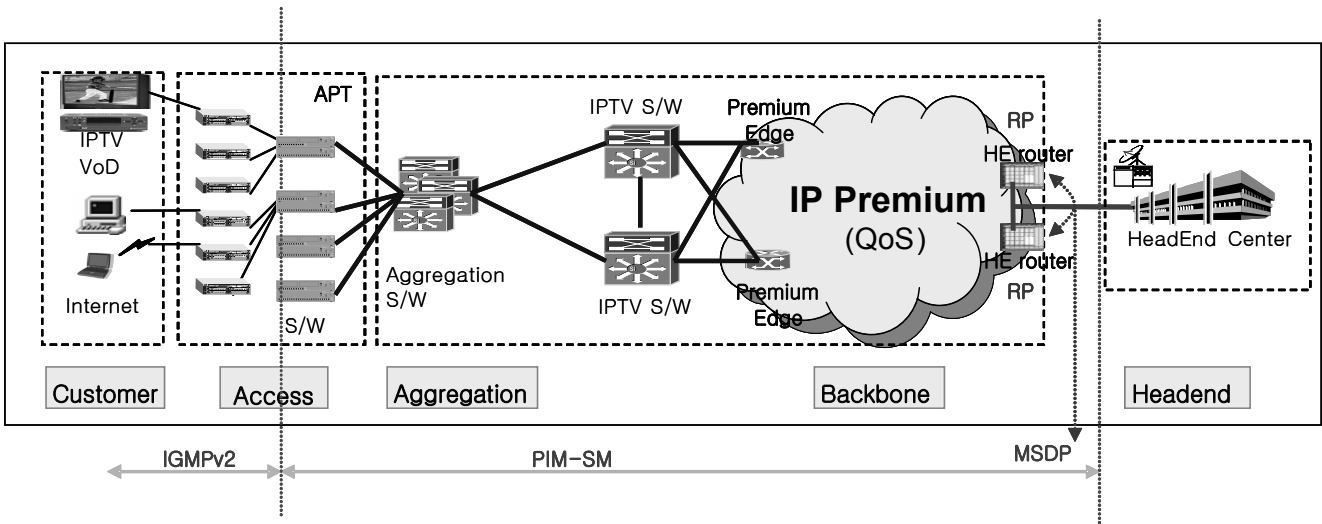 APT
IPTV
VoD
Internet
S/W
Aggregation
S/W
IPTV S/W
IPTV S/W
Premium
Edge
Premium
Edge
IP Premium
(QoS)
RP
HE router
HE router
RP
HeadEnd Center
Customer
Access
Aggregation
Backbone
Headend
IGMPv2
PIM-SM
MSDP